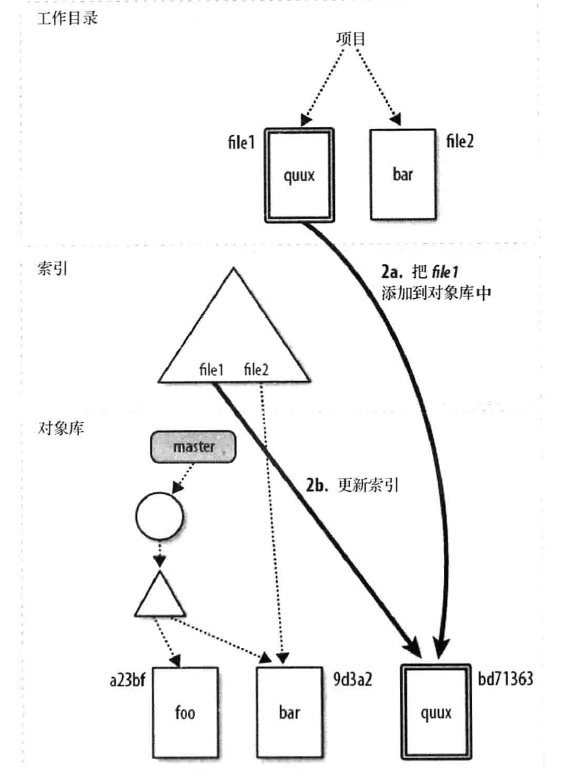 工作目录
项目
file1
file2
quux
bar
索引
2a. 把 file1
添加到对象库中
file1 file2
对象库
master
2b. 更新索引
a23bf
foo
bar
9d3a2
quux
bd71363